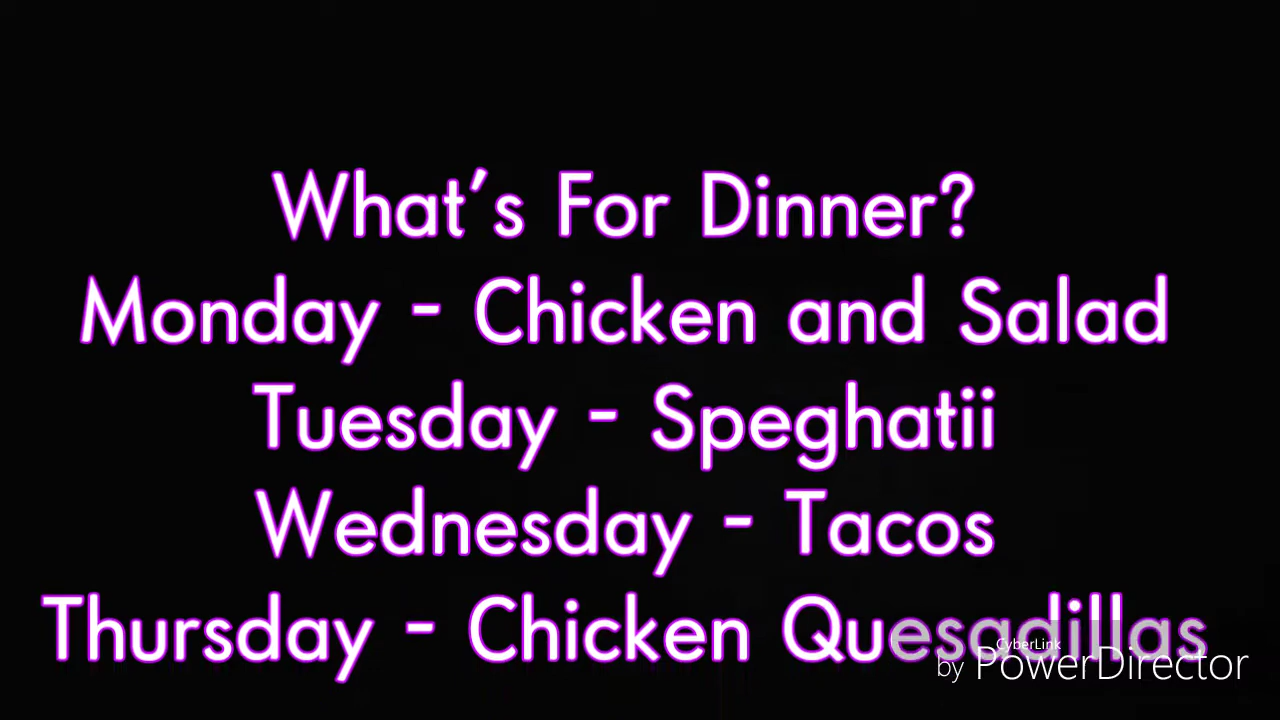 What's For Dinner?
Monday - Chicken and Salad
Tuesday - Speghatii
Wednesday - Tacos
Thursday - Chicken Quesadillas
CyberLink
by PowerDirector